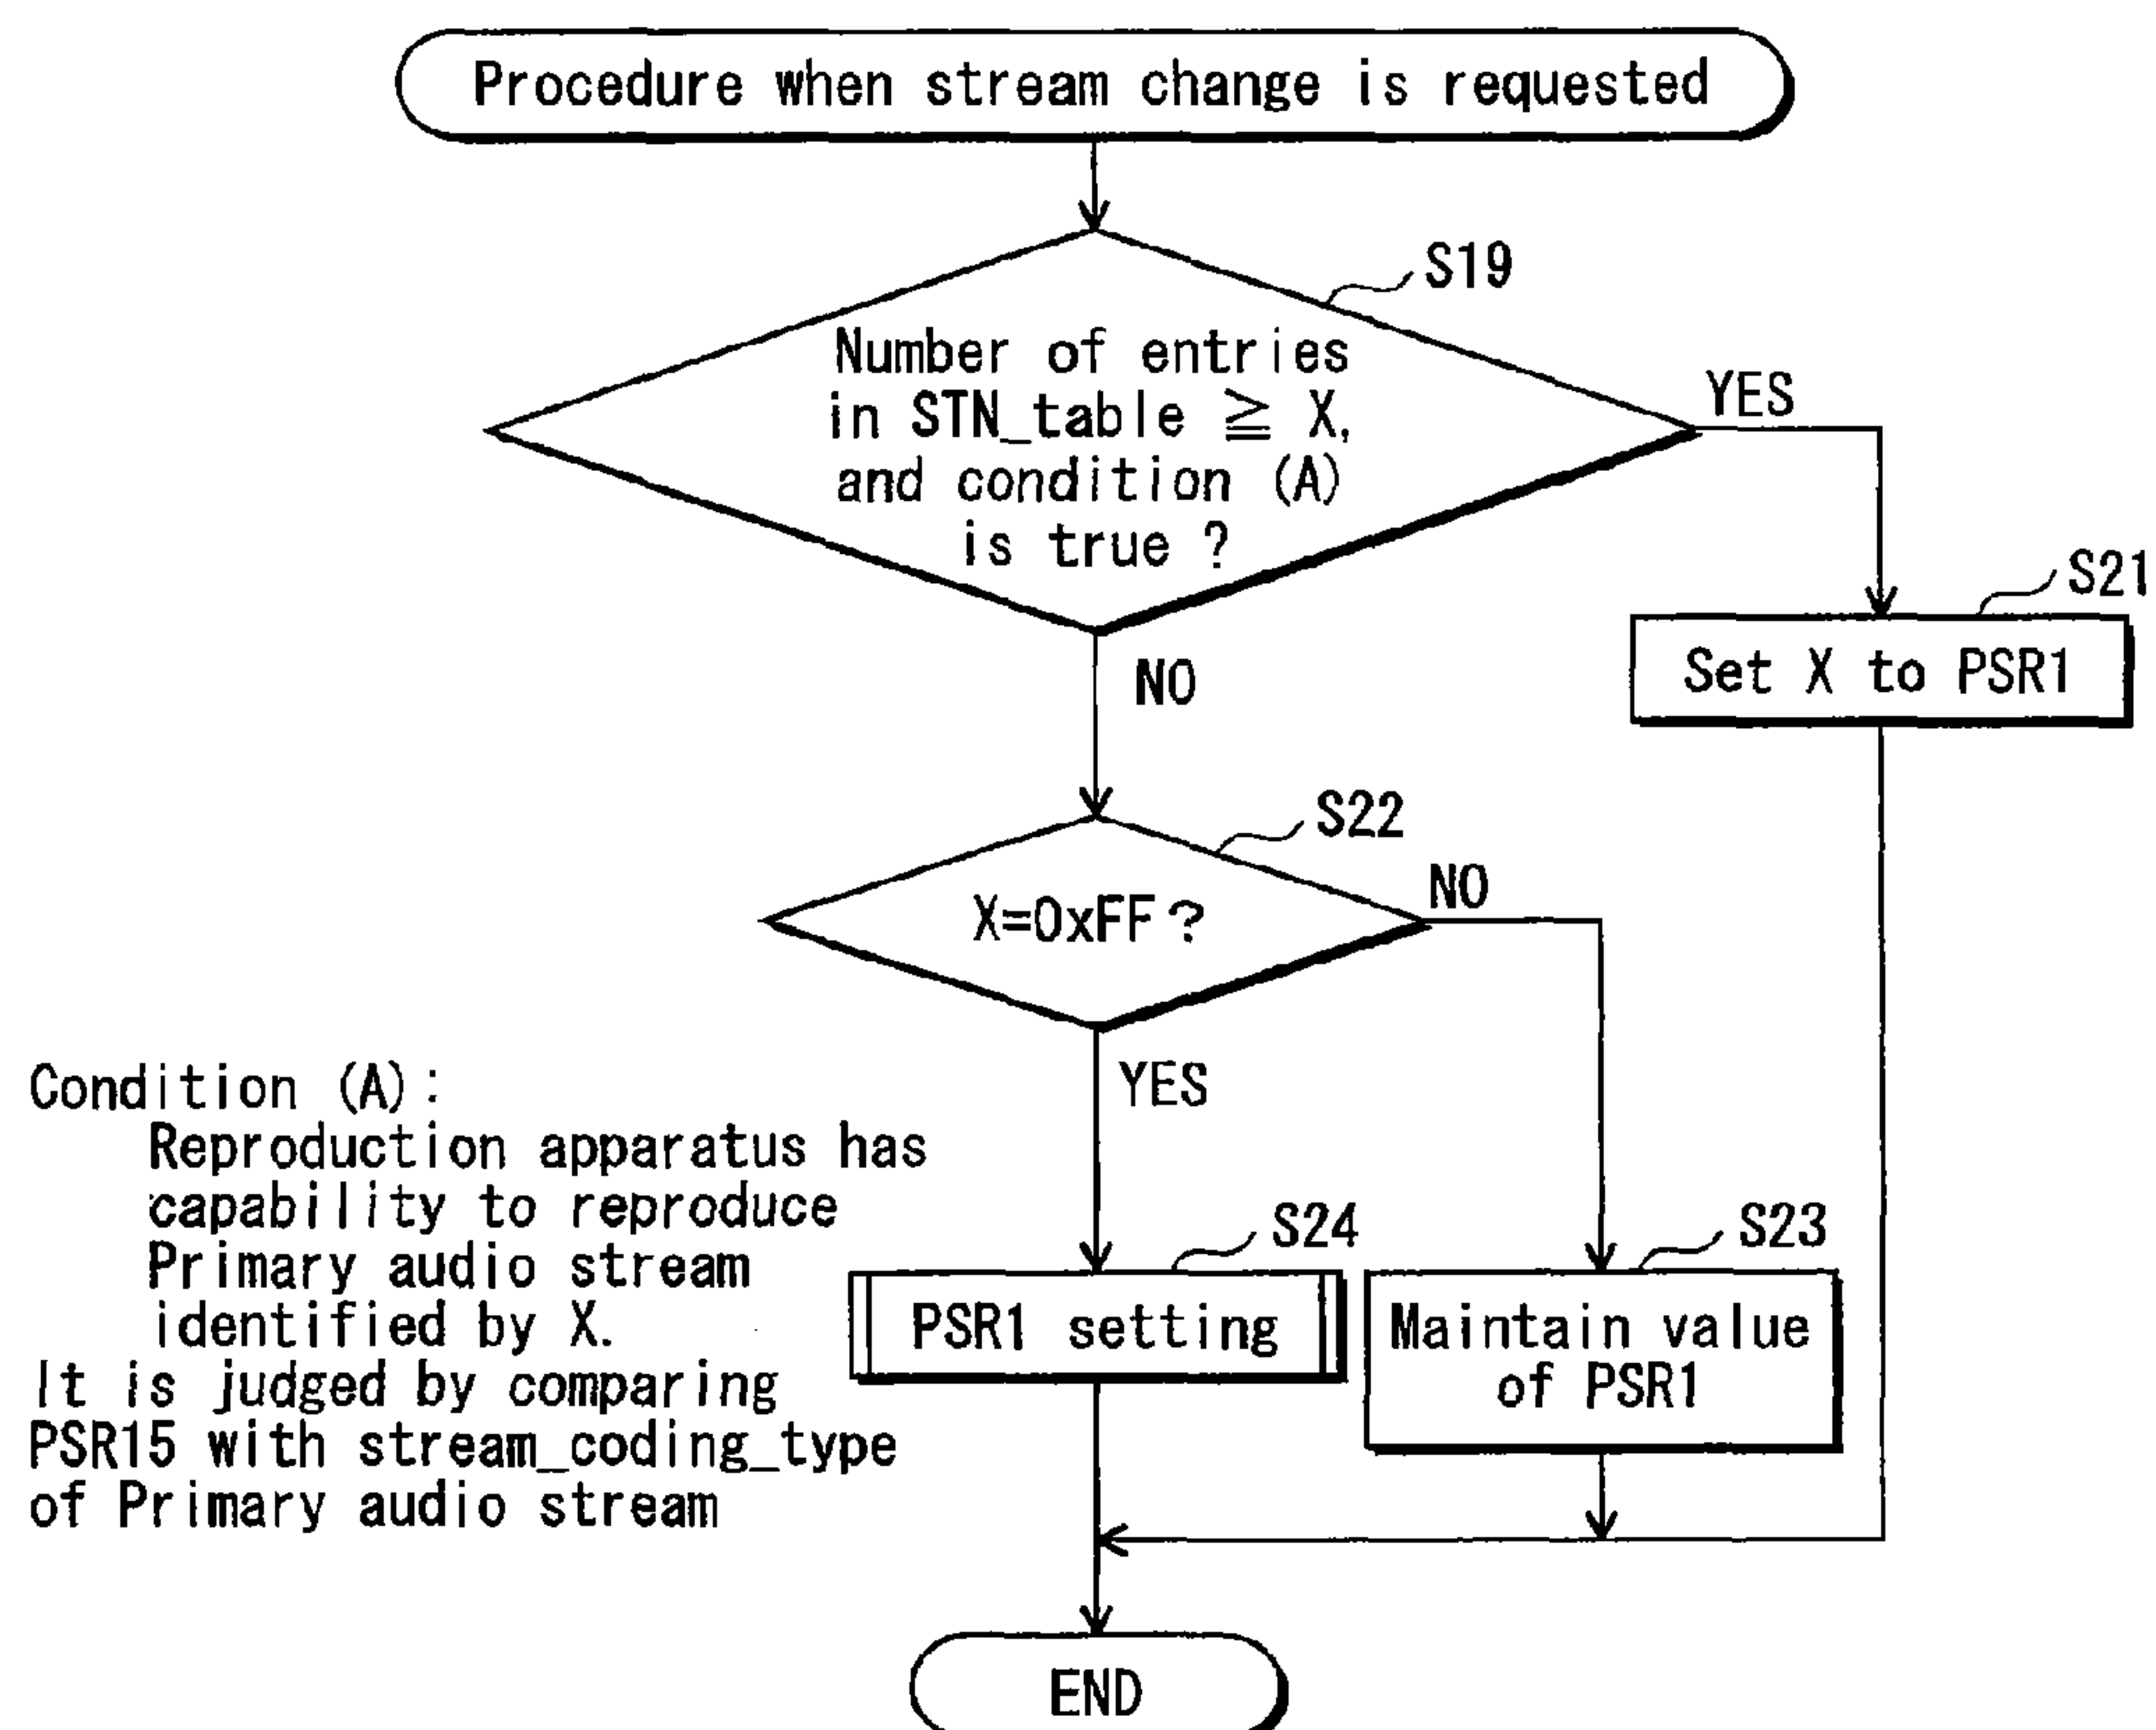 Procedure when stream change is requested
S19
Number of entries
in STN_table ≧ X,
and condition (A)
is true ?
YES
S21
Set X to PSR1
NO
S22
X=0xFF ?
NO
YES
Condition (A):
Reproduction apparatus has
capability to reproduce
Primary audio stream
identified by X.
It is judged by comparing
PSR15 with stream_coding_type
of Primary audio stream
S24
PSR1 setting
S23
Maintain value
of PSR1
END